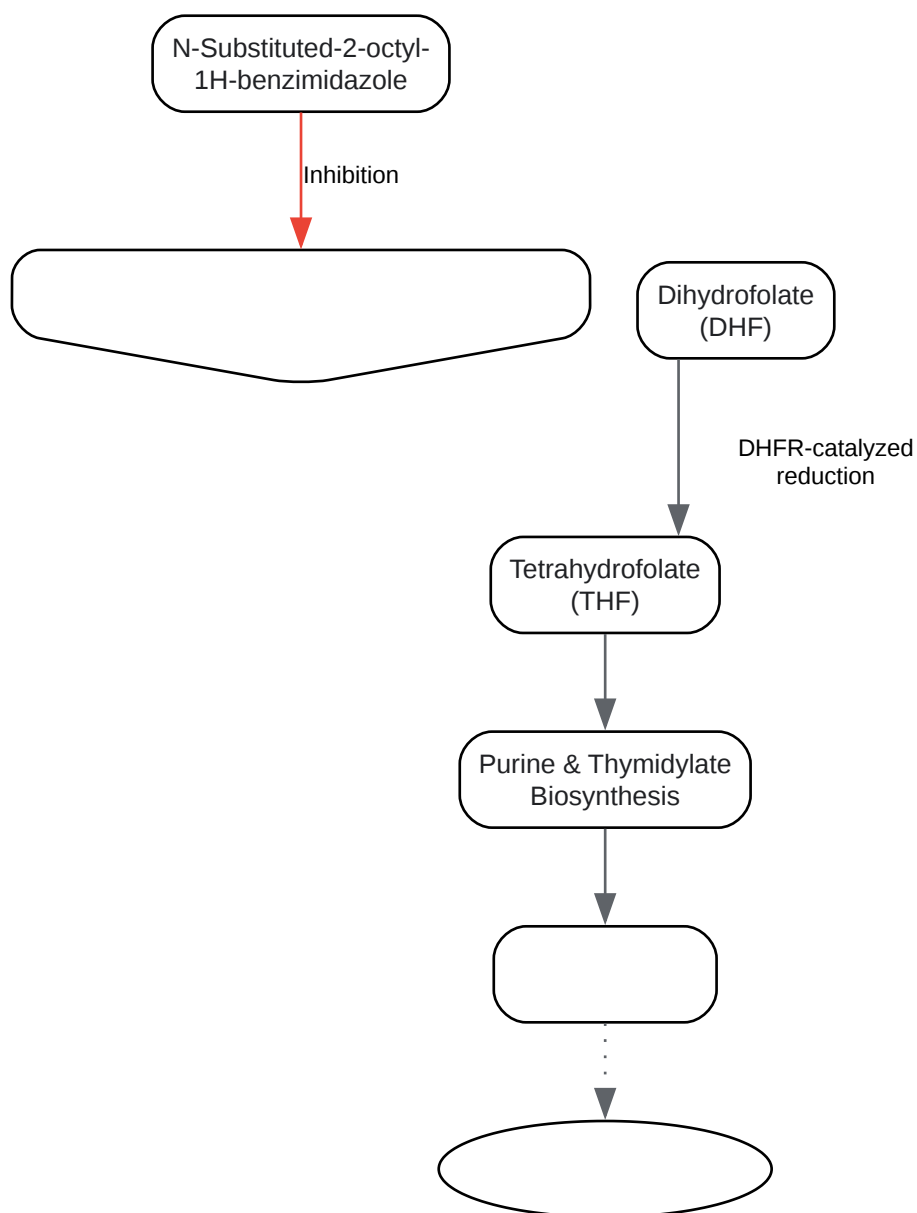 N-Substituted-2-octyl-
1H-benzimidazole
Inhibition
Dihydrofolate
(DHF)
DHFR-catalyzed
reduction
Tetrahydrofolate
(THF)
Purine & Thymidylate
Biosynthesis